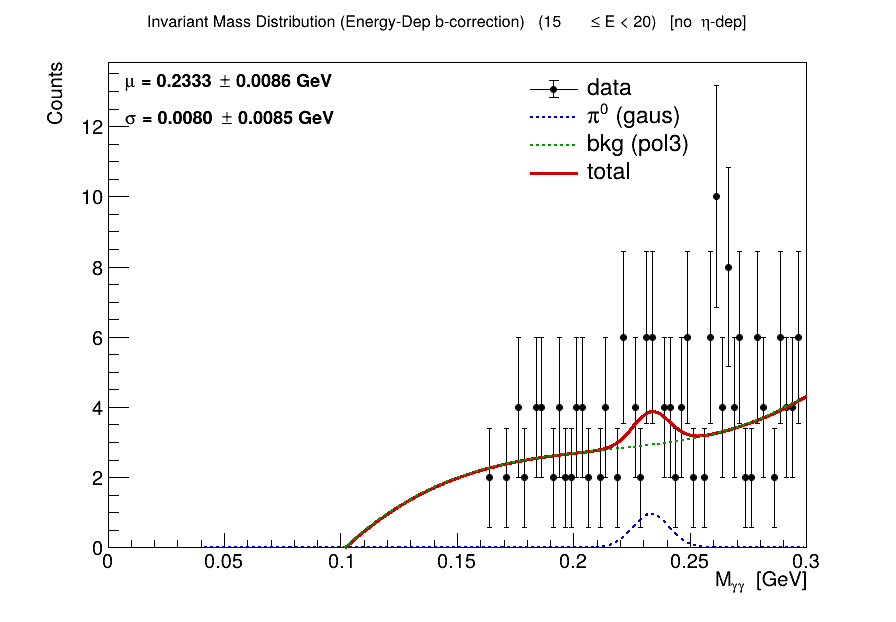 Invariant Mass Distribution (Energy-Dep b-correction) (15 ≤ E < 20) [no η-dep]
Counts
μ = 0.2333 ± 0.0086 GeV
σ = 0.0080 ± 0.0085 GeV
data
π⁰ (gaus)
bkg (pol3)
total
12
10
8
6
4
2
0
0 0.05 0.1 0.15 0.2 0.25 0.3
Mγγ [GeV]